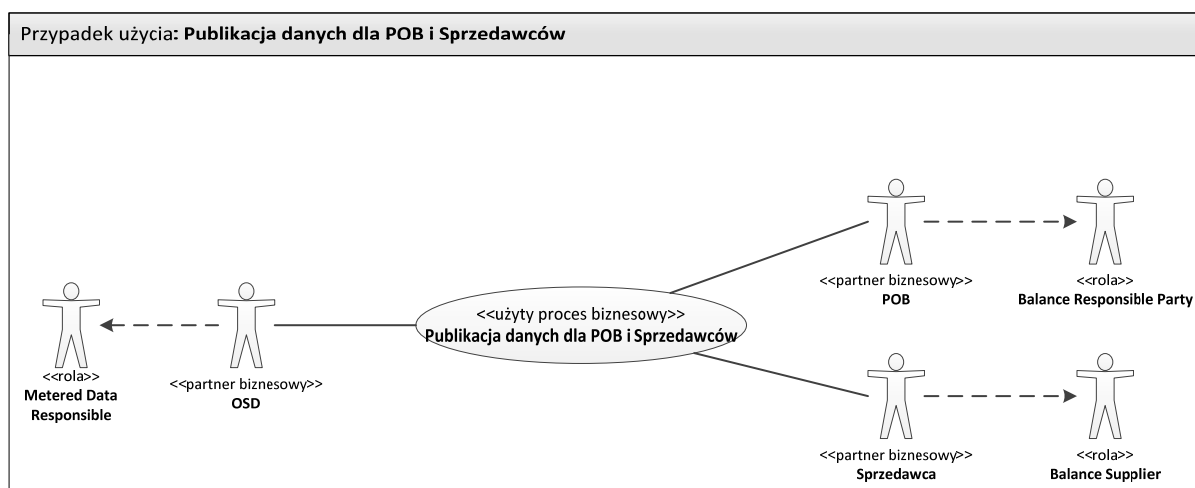 Przypadek użycia: Publikacja danych dla POB i Sprzedawców
<<partner biznesowy>>
POB
<<rola>>
Balance Responsible Party
<<użyty proces biznesowy>>
Publikacja danych dla POB i Sprzedawców
<<rola>>
Metered Data
Responsible
<<partner biznesowy>>
OSD
<<partner biznesowy>>
Sprzedawca
<<rola>>
Balance Supplier